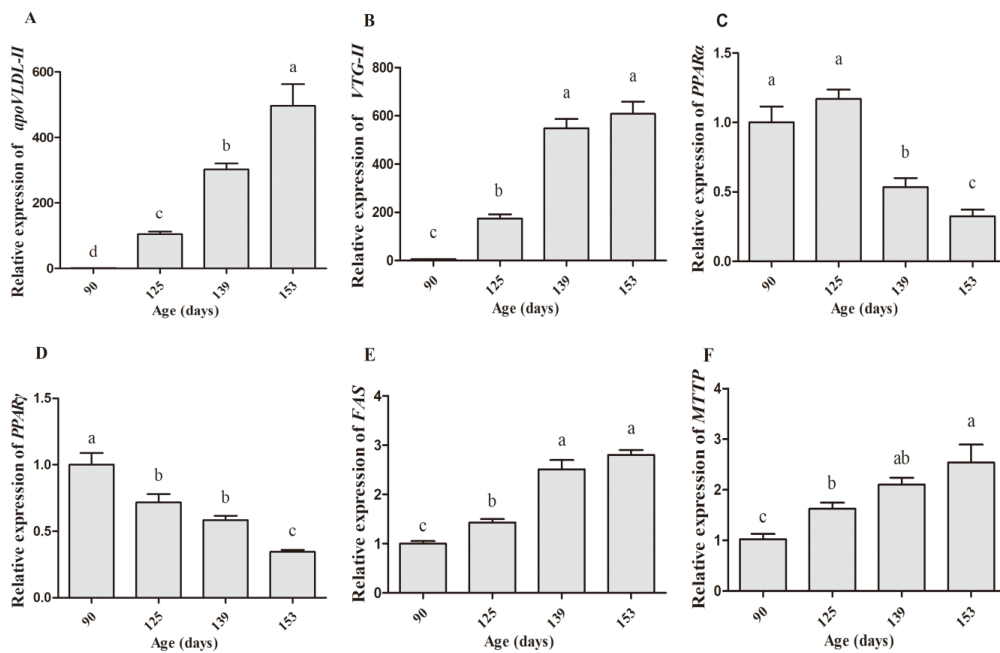 A
Relative expression of apoVLDL-II
600
400
200
0
d
c
b
a
90
125
139
153
Age (days)
B
Relative expression of VTG-II
800
600
400
200
0
c
b
a
a
90
125
139
153
Age (days)
C
Relative expression of PPARα
1.5
1.0
0.5
0.0
a
a
b
c
90
125
139
153
Age (days)
D
Relative expression of PPARγ
1.5
1.0
0.5
0.0
a
b
b
c
90
125
139
153
Age (days)
E
Relative expression of FAS
4
3
2
1
0
c
b
a
a
90
125
139
153
Age (days)
F
Relative expression of MTTP
4
3
2
1
0
c
b
ab
a
90
125
139
153
Age (days)